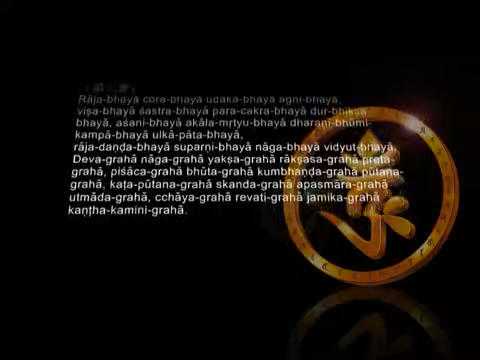 Rāja-bhayā cora-bhayā udaka-bhayā agni-bhayā,
viṣa-bhayā śastra-bhayā para-cakra-bhayā dur-bhikṣa
bhayā, aśani-bhayā akāla-mṛtyu-bhayā dharaṇi-bhūmi-
kampā-bhayā ulkā-pāta-bhayā,
rāja-daṇḍa-bhayā suparṇi-bhayā nāga-bhayā vidyut-bhayā,
Deva-grahā nāga-grahā yakṣa-grahā rākṣasa-grahā preta-
grahā, piśāca-grahā bhūta-grahā kumbhaṇḍa-grahā pūtana-
grahā, kaṭa-pūtana-grahā skanda-grahā apasmāra-grahā
utmāda-grahā, cchāya-grahā revati-grahā jamika-grahā
kaṇṭha-kamini-grahā.